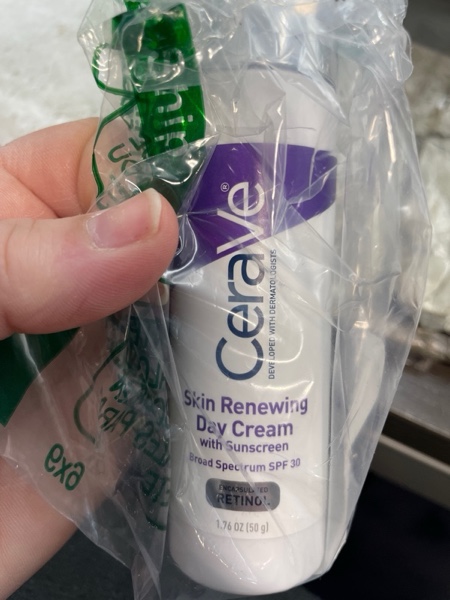 CeraVe®
DEVELOPED WITH DERMATOLOGISTS
Skin Renewing
Day Cream
with Sunscreen
Broad Spectrum SPF 30
ENCAPSULATED
RETINOL
1.76 OZ (50 g)
6x9